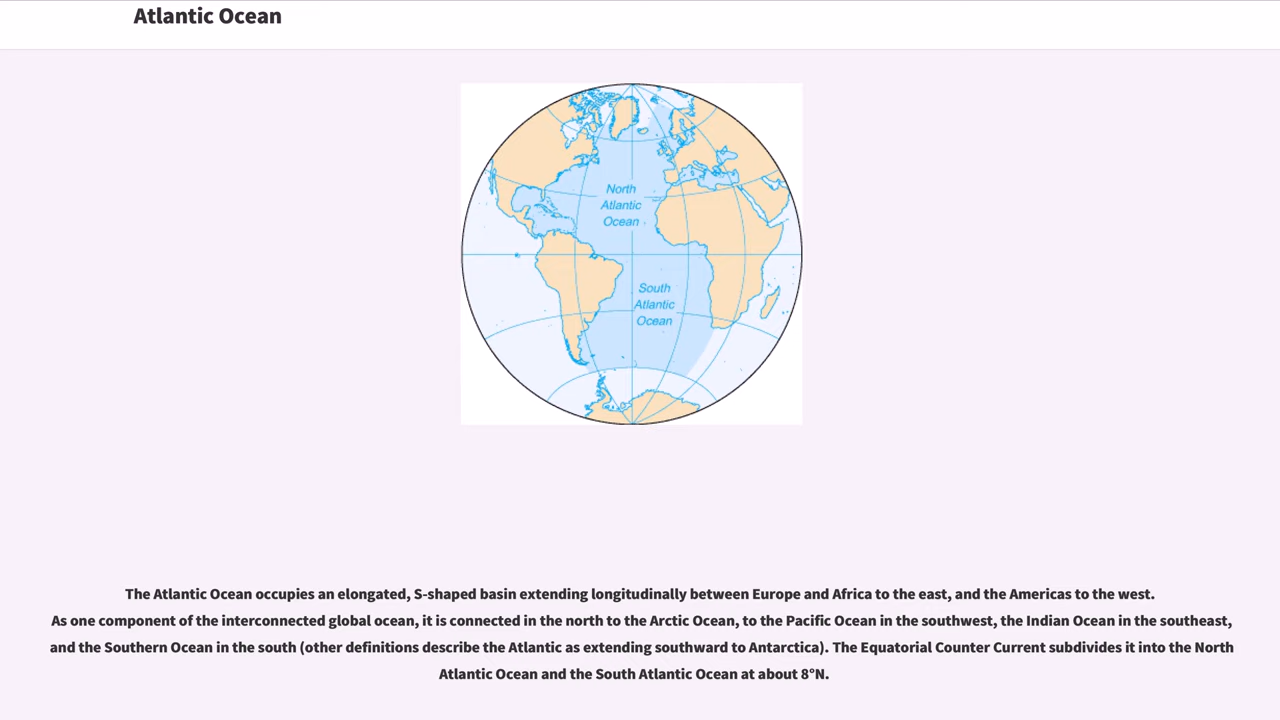 Atlantic Ocean
North
Atlantic
Ocean
South
Atlantic
Ocean
The Atlantic Ocean occupies an elongated, S-shaped basin extending longitudinally between Europe and Africa to the east, and the Americas to the west.
As one component of the interconnected global ocean, it is connected in the north to the Arctic Ocean, to the Pacific Ocean in the southwest, the Indian Ocean in the southeast,
and the Southern Ocean in the south (other definitions describe the Atlantic as extending southward to Antarctica). The Equatorial Counter Current subdivides it into the North
Atlantic Ocean and the South Atlantic Ocean at about 8°N.